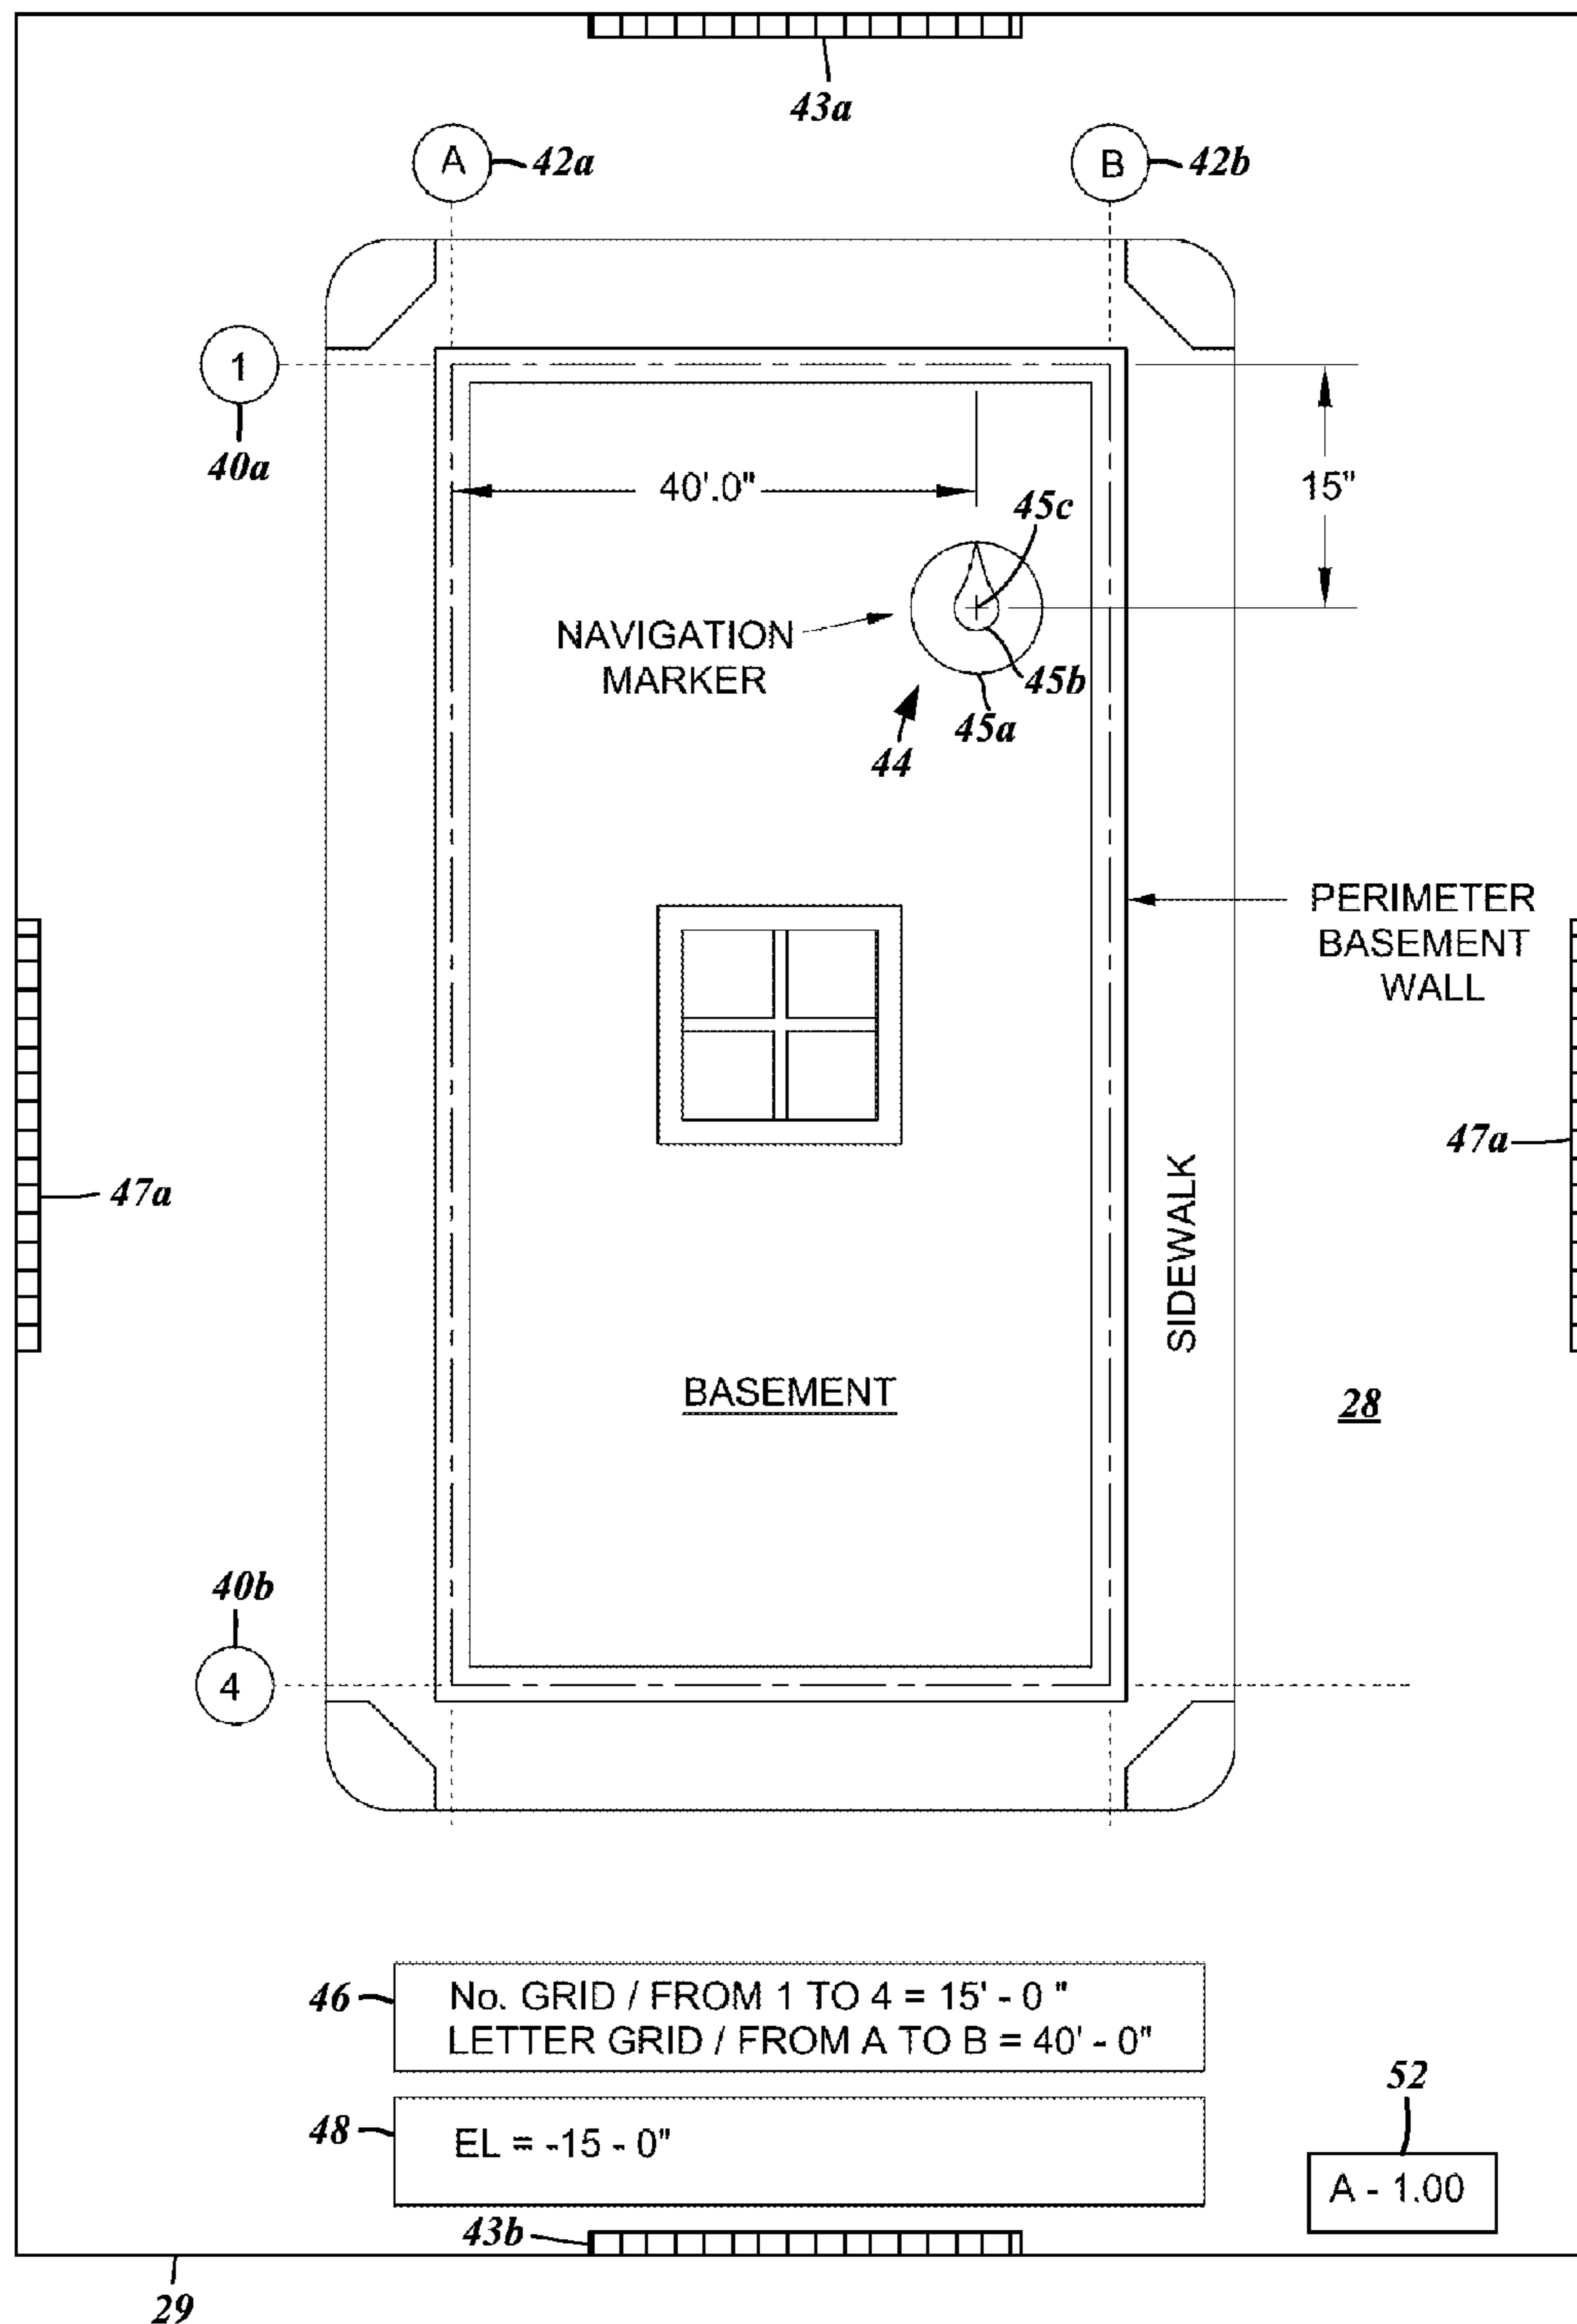 43a
A 42a
B 42b
1
40a
40'.0"
15"
45c
NAVIGATION
MARKER
45b
45a
44
PERIMETER
BASEMENT
WALL
47a
47a
SIDEWALK
BASEMENT
28
40b
4
46
No. GRID / FROM 1 TO 4 = 15' - 0 "
LETTER GRID / FROM A TO B = 40' - 0"
52
48
EL = -15 - 0"
A - 1.00
43b
29